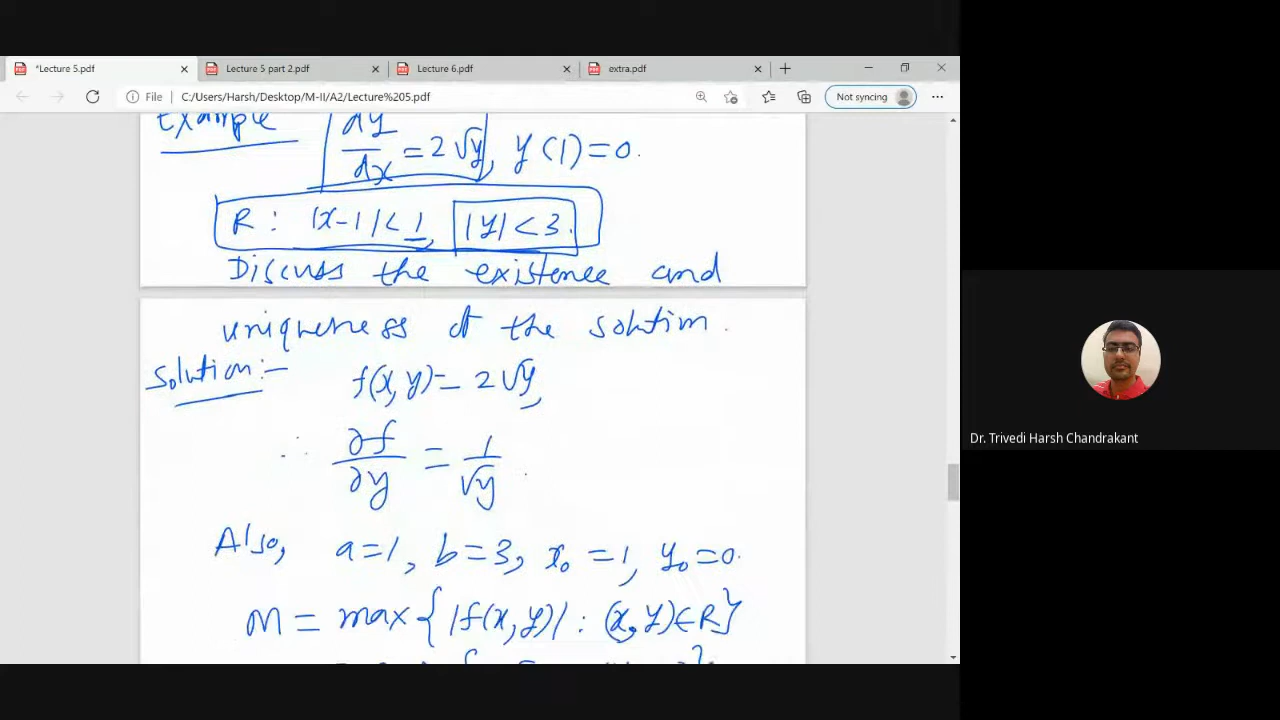 *Lecture 5.pdf
Lecture 5 part 2.pdf
Lecture 6.pdf
extra.pdf
File
C:/Users/Harsh/Desktop/M-II/A2/Lecture%205.pdf
Not syncing
Example dy/dx = 2√y, y(1)=0.
R: |x-1|<1, |y|<3.
Discuss the existence and
uniqueness of the solution.
Solution:- f(x,y)= 2√y,
∴ ∂f/∂y = 1/√y.
Also, a=1, b=3, x₀=1, y₀=0.
M = max{|f(x,y)| : (x,y)∈R}
Dr. Trivedi Harsh Chandrakant